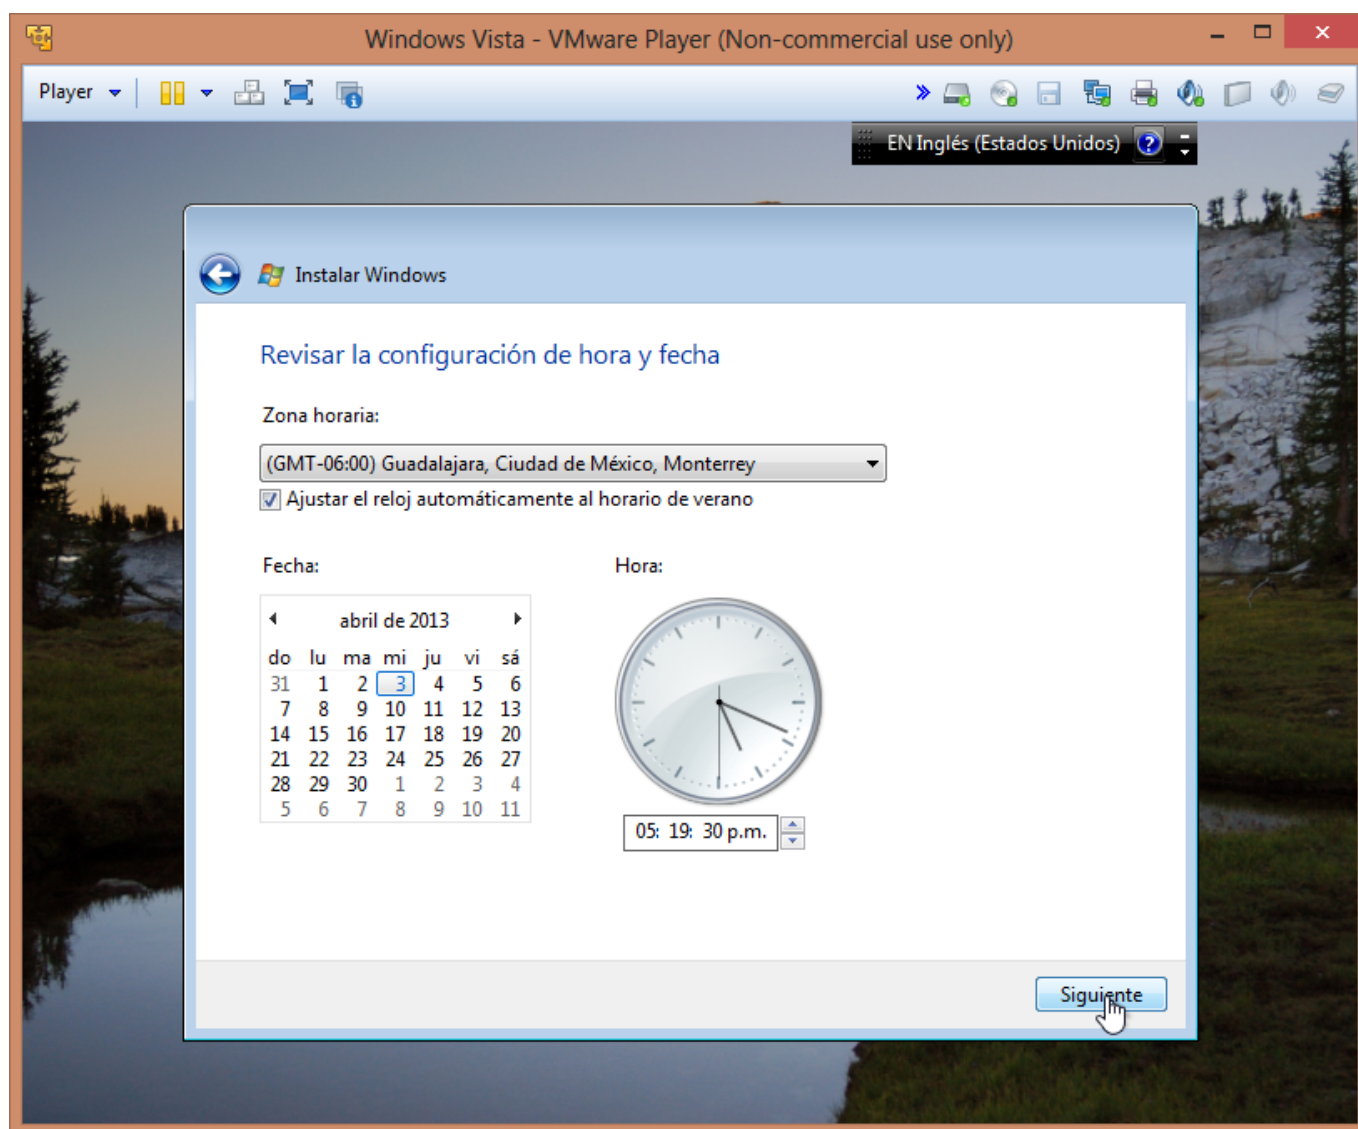 Windows Vista - VMware Player (Non-commercial use only)
Player
EN Inglés (Estados Unidos)
Instalar Windows
Revisar la configuración de hora y fecha
Zona horaria:
(GMT-06:00) Guadalajara, Ciudad de México, Monterrey
Ajustar el reloj automáticamente al horario de verano
Fecha:
Hora:
abril de 2013
do lu ma mi ju vi sá
31 1 2 3 4 5 6
7 8 9 10 11 12 13
14 15 16 17 18 19 20
21 22 23 24 25 26 27
28 29 30 1 2 3 4
5 6 7 8 9 10 11
05: 19: 30 p.m.
Siguiente